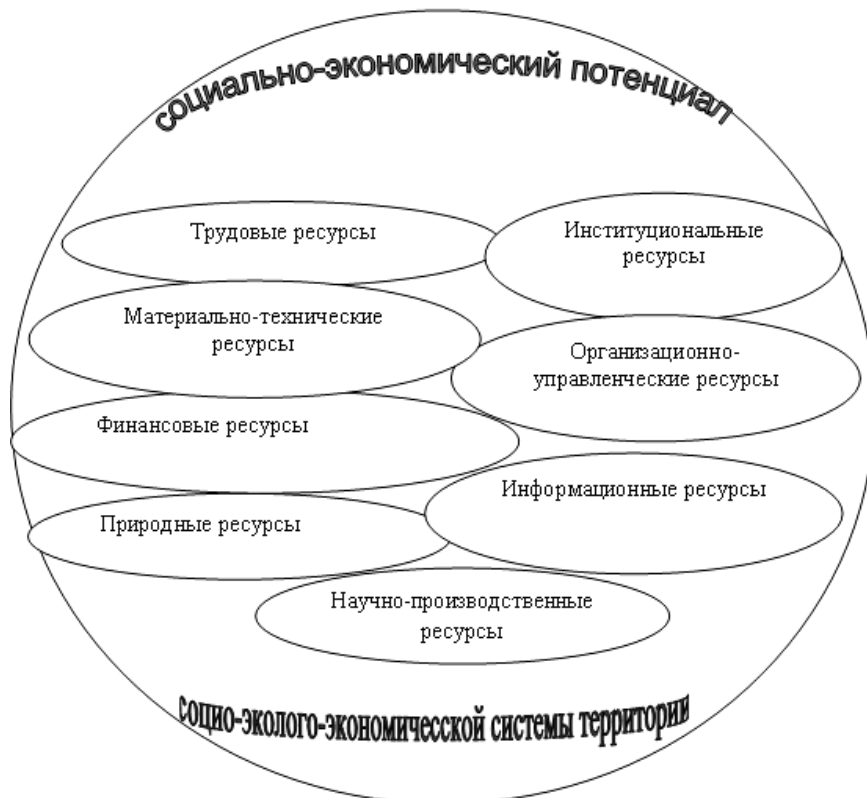 социально-экономический потенциал
Трудовые ресурсы
Институциональные
ресурсы
Материально-технические
ресурсы
Организационно-
управленческие ресурсы
Финансовые ресурсы
Информационные ресурсы
Природные ресурсы
Научно-производственные
ресурсы
социо-эколого-экономичесской системы территории